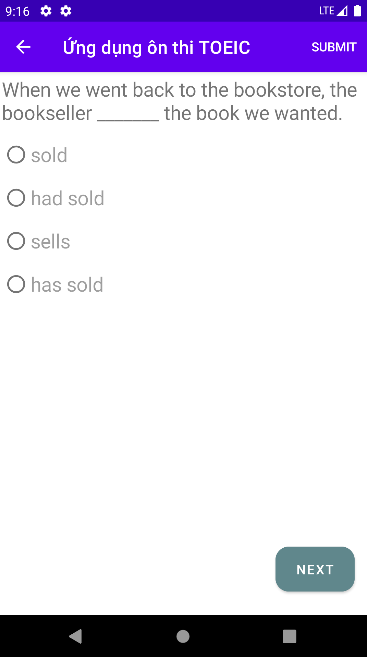 9:16 LTE
Ứng dụng ôn thi TOEIC SUBMIT
When we went back to the bookstore, the
bookseller _______ the book we wanted.
sold
had sold
sells
has sold
NEXT